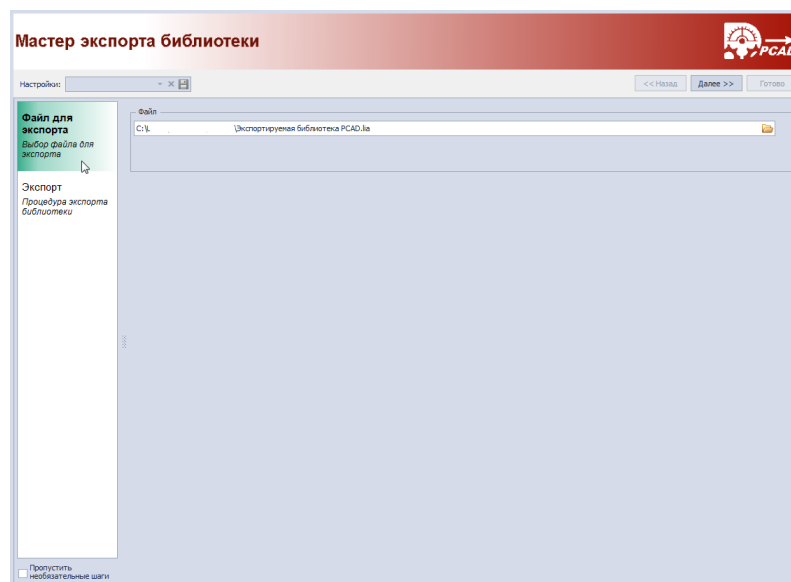 Мастер экспорта библиотеки
PCAD
Настройки:
<< Назад Далее >> Готово
Файл для
экспорта
Выбор файла для
экспорта
Экспорт
Процедура экспорта
библиотеки
Файл
C:\. . \Экспортируемая библиотека PCAD.lia
Пропустить
необязательные шаги